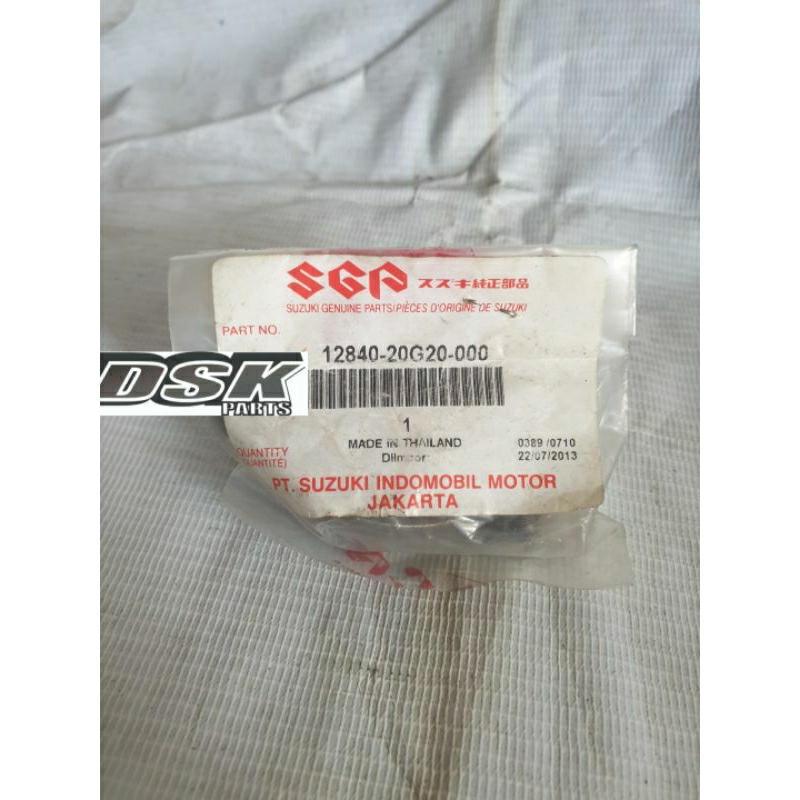 SGP スズキ純正部品
SUZUKI GENUINE PARTS/PIÈCES D'ORIGINE DE SUZUKI
PART NO.
12840-20G20-000
DSK
PARTS
1
MADE IN THAILAND 0389 /0710
QUANTITY 22/07/2013
PT. SUZUKI INDOMOBIL MOTOR
JAKARTA